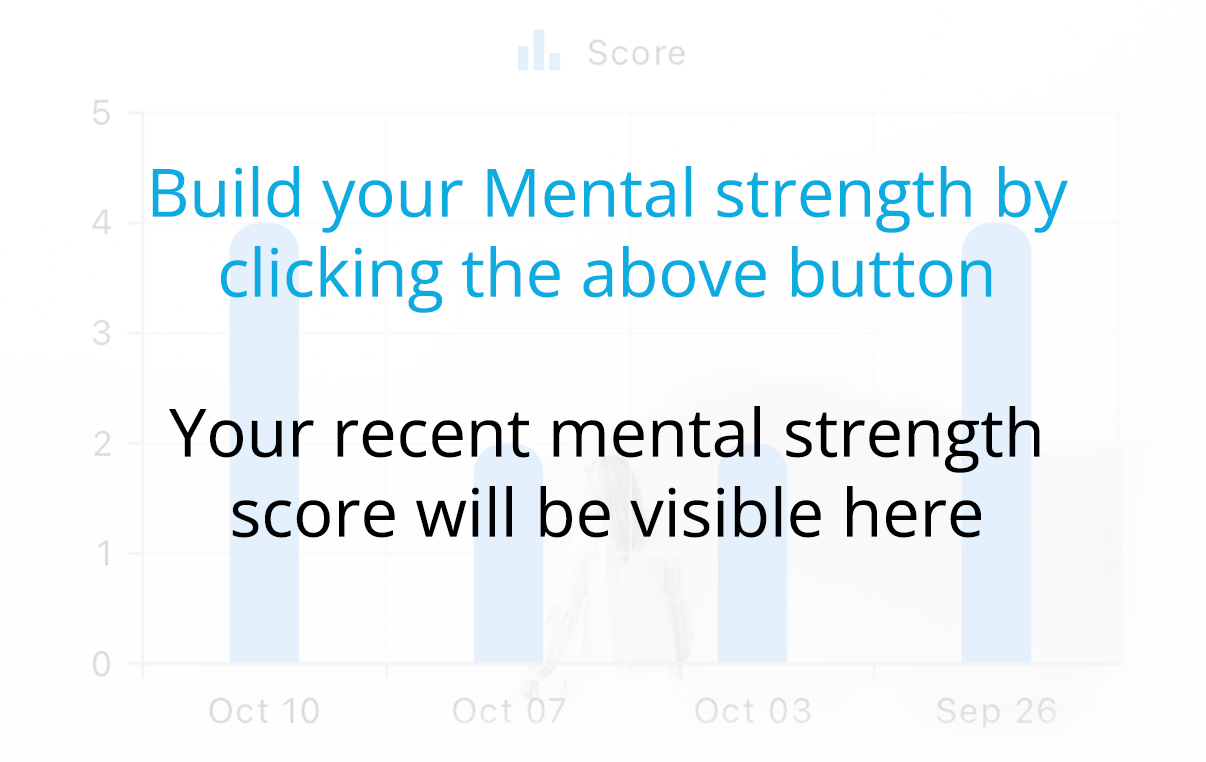 Score
5
Build your Mental strength by
4
clicking the above button
3
Your recent mental strength
2
score will be visible here
1
0
Oct 10 Oct 07 Oct 03 Sep 26